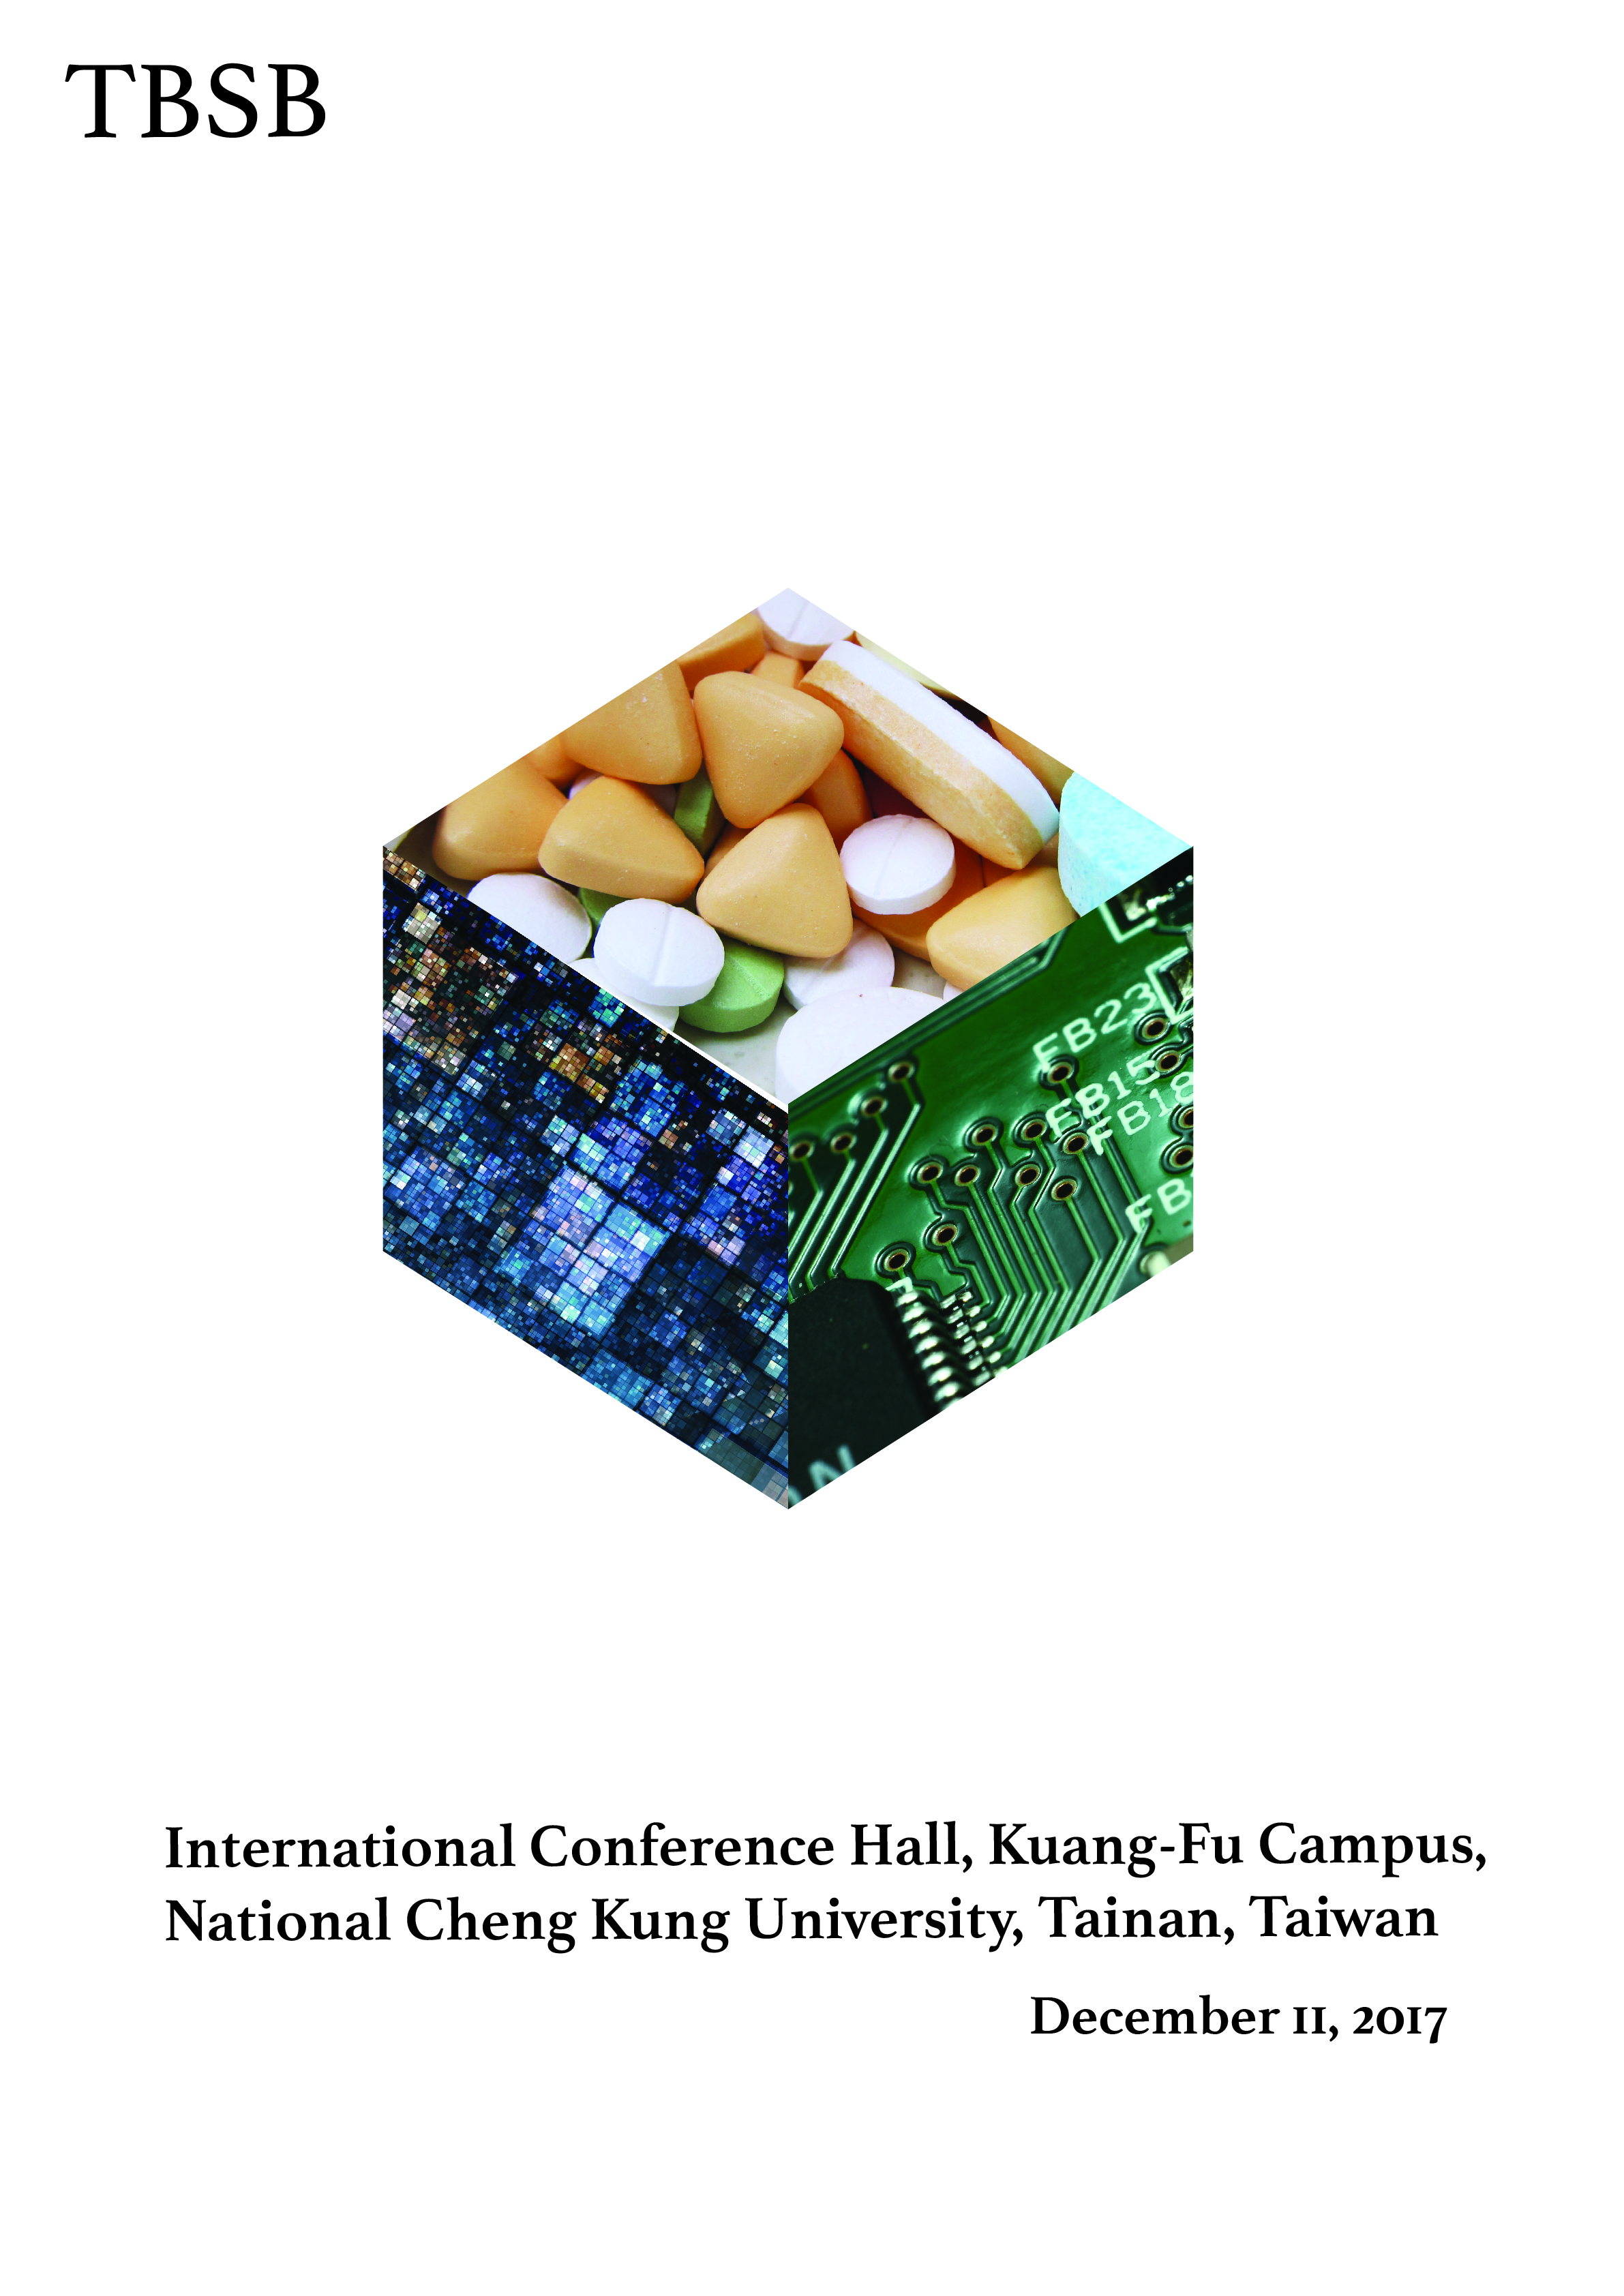 TBSB
FB23
FB15
FB18
FB
N
International Conference Hall, Kuang-Fu Campus,
National Cheng Kung University, Tainan, Taiwan
December 11, 2017